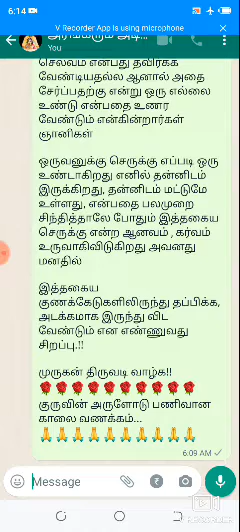 6:14
V Recorder App is using microphone
You
செல்வம் என்பது தவிர்க்க
வேண்டியதல்ல ஆனால் அதை
சேர்ப்பதற்கு என்று ஒரு எல்லை
உண்டு என்பதை உணர
வேண்டும் என்கின்றார்கள்
ஞானிகள்
ஒருவனுக்கு செருக்கு எப்படி ஒரு
உண்டாகிறது எனில் தன்னிடம்
இருக்கிறது, தன்னிடம் மட்டுமே
உள்ளது, என்பதை பலமுறை
சிந்தித்தாலே போதும் இத்தகைய
செருக்கு என்ற ஆணவம் , கர்வம்
உருவாகிவிடுகிறது அவனது
மனதில்
இத்தகைய
குணக்கேடுகளிலிருந்து தப்பிக்க,
அடக்கமாக இருந்து விட
வேண்டும் என எண்ணுவது
சிறப்பு.!!
முருகன் திருவடி வாழ்க!!
🌹🌹🌹🌹🌹🌹🌹🌹🌹🌹
குருவின் அருளோடு பணிவான
காலை வணக்கம்...
🙏🙏🙏🙏🙏🙏🙏🙏🙏🙏
6:09 AM
Message